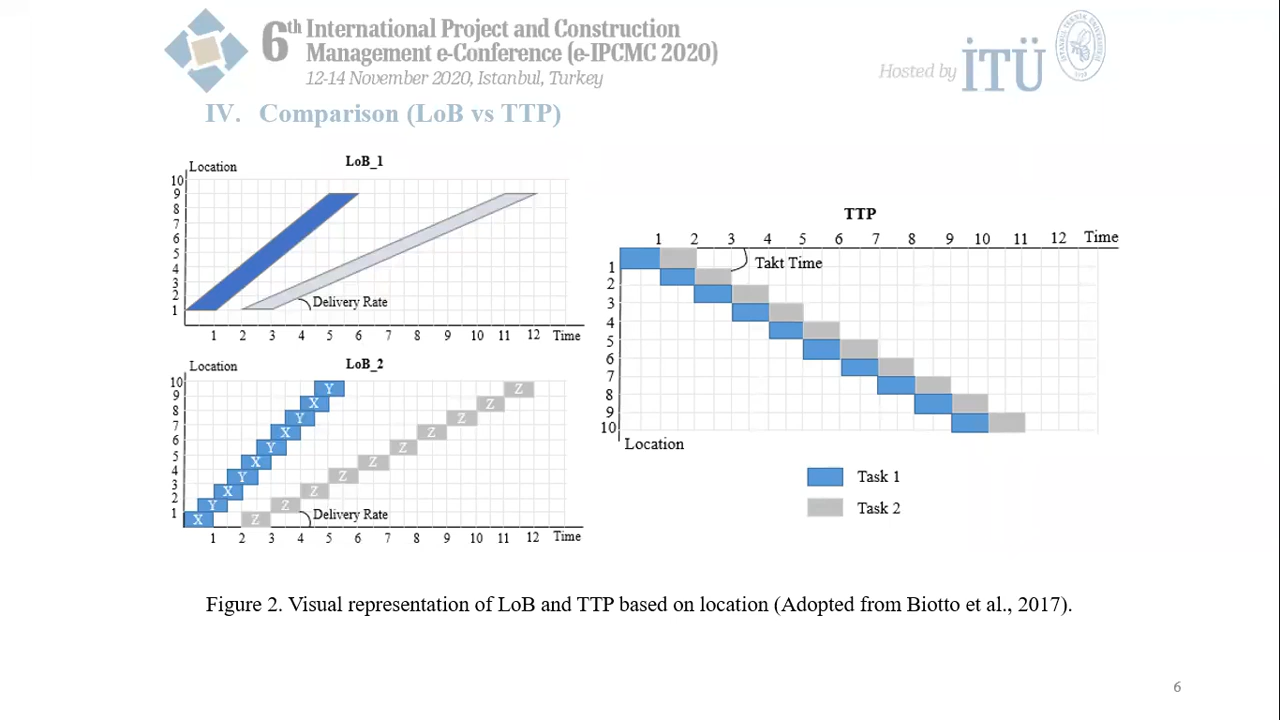 6th International Project and Construction
Management e-Conference (e-IPCMC 2020)
12-14 November 2020, Istanbul, Turkey
Hosted by İTÜ
IV. Comparison (LoB vs TTP)
LoB_1
Location
10
9
8
7
6
5
4
3
2
1
Delivery Rate
1 2 3 4 5 6 7 8 9 10 11 12 Time
LoB_2
Location
10
9
8
7
6
5
4
3
2
1
Y Z
X Z
Y Z
X Z
Y Z
X Z
Y Z
X Z
Y Z
X Z
Delivery Rate
1 2 3 4 5 6 7 8 9 10 11 12 Time
TTP
1 2 3 4 5 6 7 8 9 10 11 12 Time
Takt Time
1
2
3
4
5
6
7
8
9
10
Location
Task 1
Task 2
Figure 2. Visual representation of LoB and TTP based on location (Adopted from Biotto et al., 2017).
6